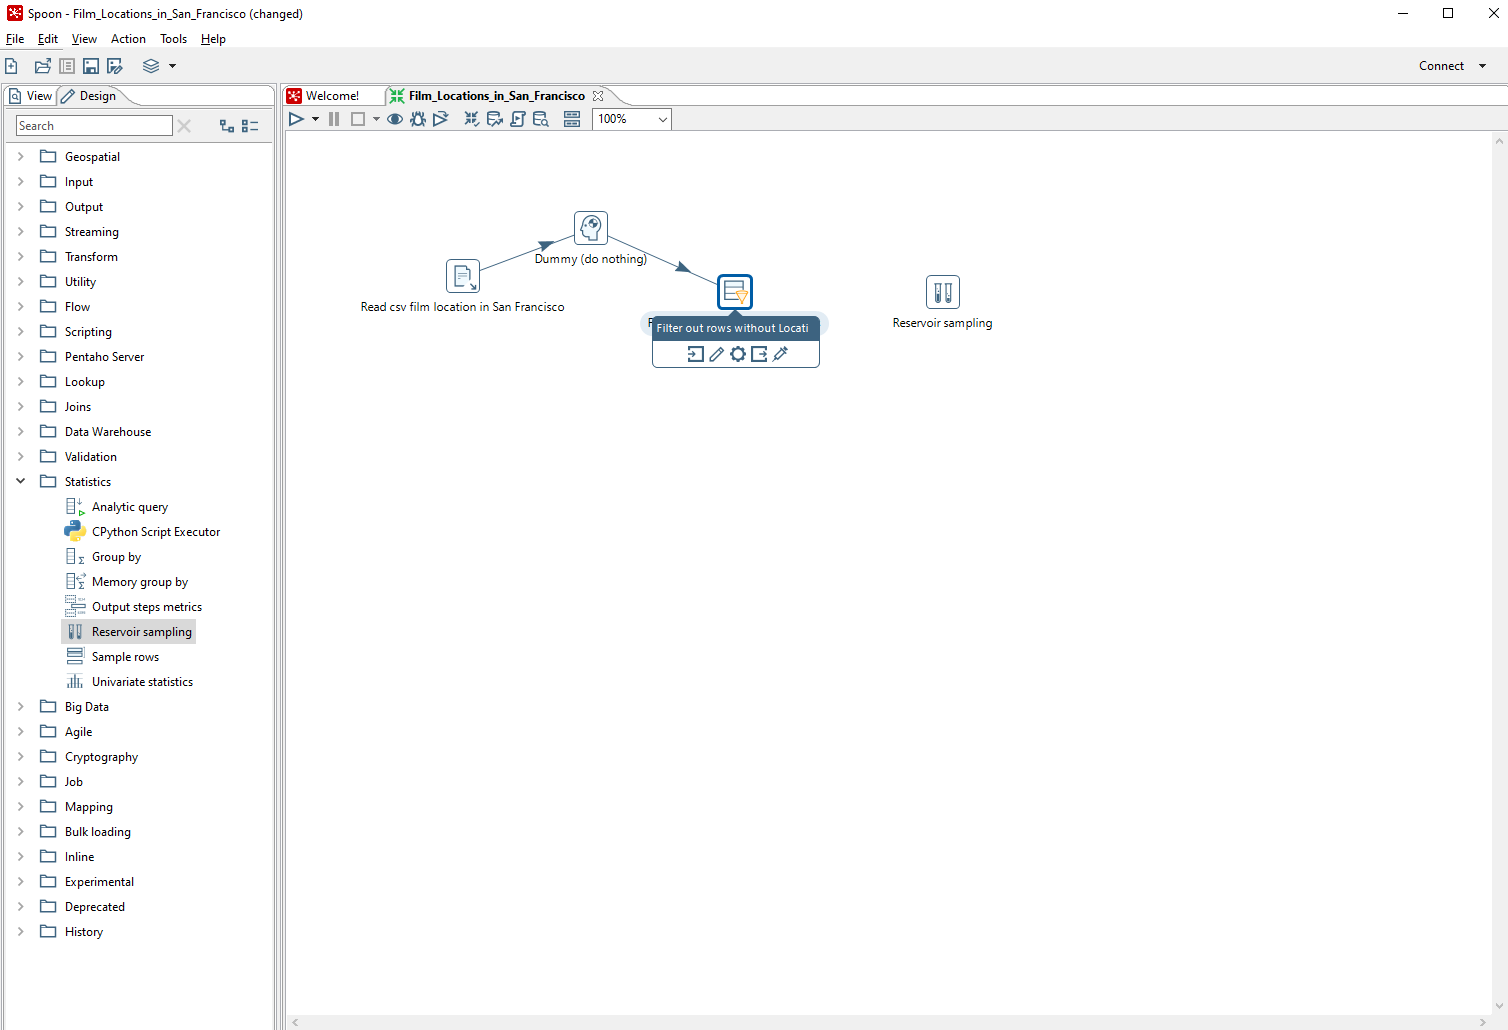 Spoon - Film_Locations_in_San_Francisco (changed)
File Edit View Action Tools Help
Connect
View Design
Welcome! Film_Locations_in_San_Francisco
Search
100%
Geospatial
Input
Output
Streaming
Transform
Utility
Flow
Scripting
Pentaho Server
Lookup
Joins
Data Warehouse
Validation
Statistics
Analytic query
CPython Script Executor
Group by
Memory group by
Output steps metrics
Reservoir sampling
Sample rows
Univariate statistics
Big Data
Agile
Cryptography
Job
Mapping
Bulk loading
Inline
Experimental
Deprecated
History
Dummy (do nothing)
Read csv film location in San Francisco
Filter out rows without Locati
Reservoir sampling